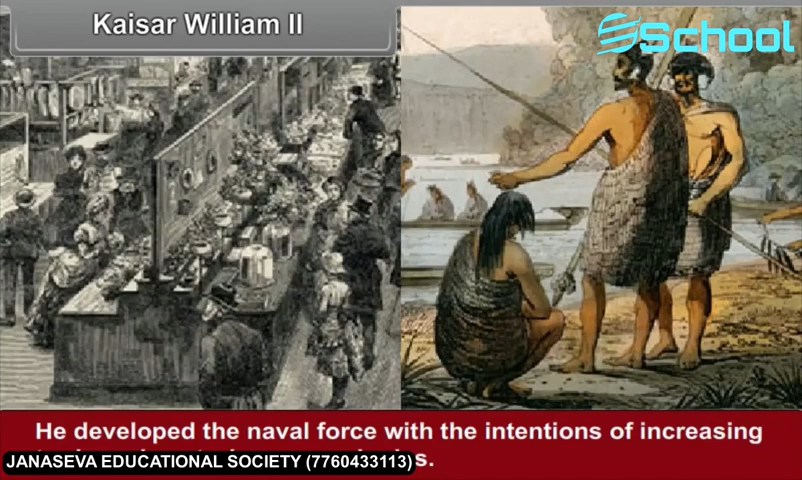 Kaisar William II
School
He developed the naval force with the intentions of increasing
JANASEVA EDUCATIONAL SOCIETY (7760433113)